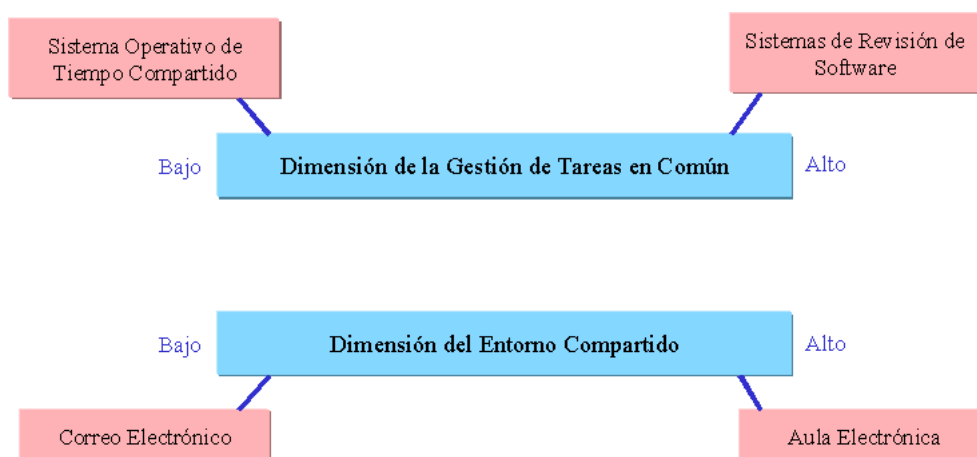 Sistema Operativo de
Tiempo Compartido
Sistemas de Revisión de
Software
Bajo
Dimensión de la Gestión de Tareas en Común
Alto
Bajo
Dimensión del Entorno Compartido
Alto
Correo Electrónico
Aula Electrónica